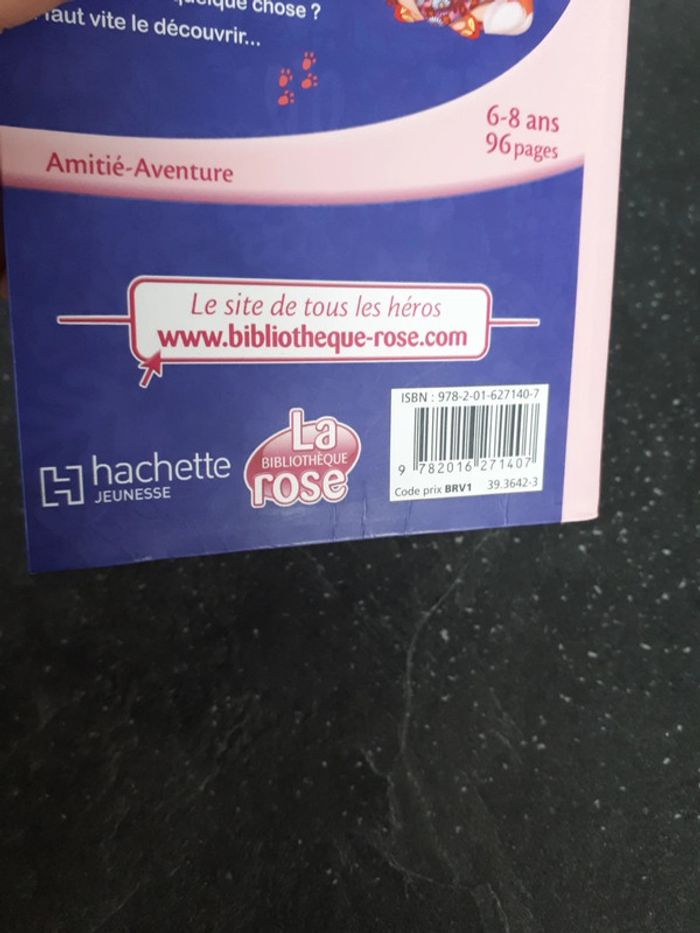 chose ?
vite le découvrir...
6-8 ans
96 pages
Amitié-Aventure
Le site de tous les héros
www.bibliotheque-rose.com
ISBN : 978-2-01-627140-7
9 782016 271407
Code prix BRV1 39.3642-3
hachette
JEUNESSE
La
BIBLIOTHÈQUE
rose